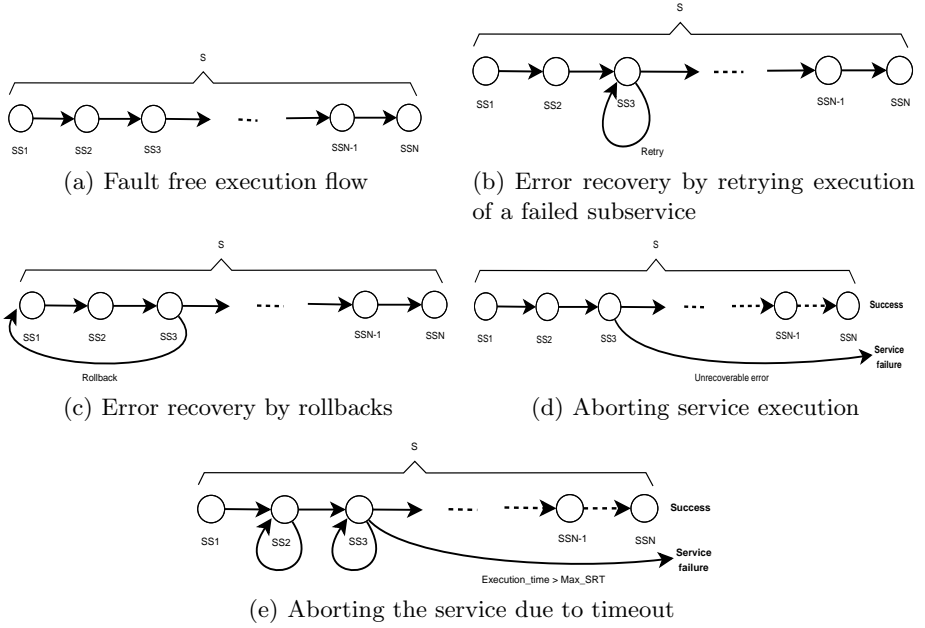 S
SS1 SS2 SS3 SSN-1 SSN
(a) Fault free execution flow
S
SS1 SS2 SS3 SSN-1 SSN
Retry
(b) Error recovery by retrying execution
of a failed subservice
S
SS1 SS2 SS3 SSN-1 SSN
Rollback
(c) Error recovery by rollbacks
S
Success
SS1 SS2 SS3 SSN-1 SSN
Service
failure
Unrecoverable error
(d) Aborting service execution
S
Success
SS1 SS2 SS3 SSN-1 SSN
Service
failure
Execution_time > Max_SRT
(e) Aborting the service due to timeout